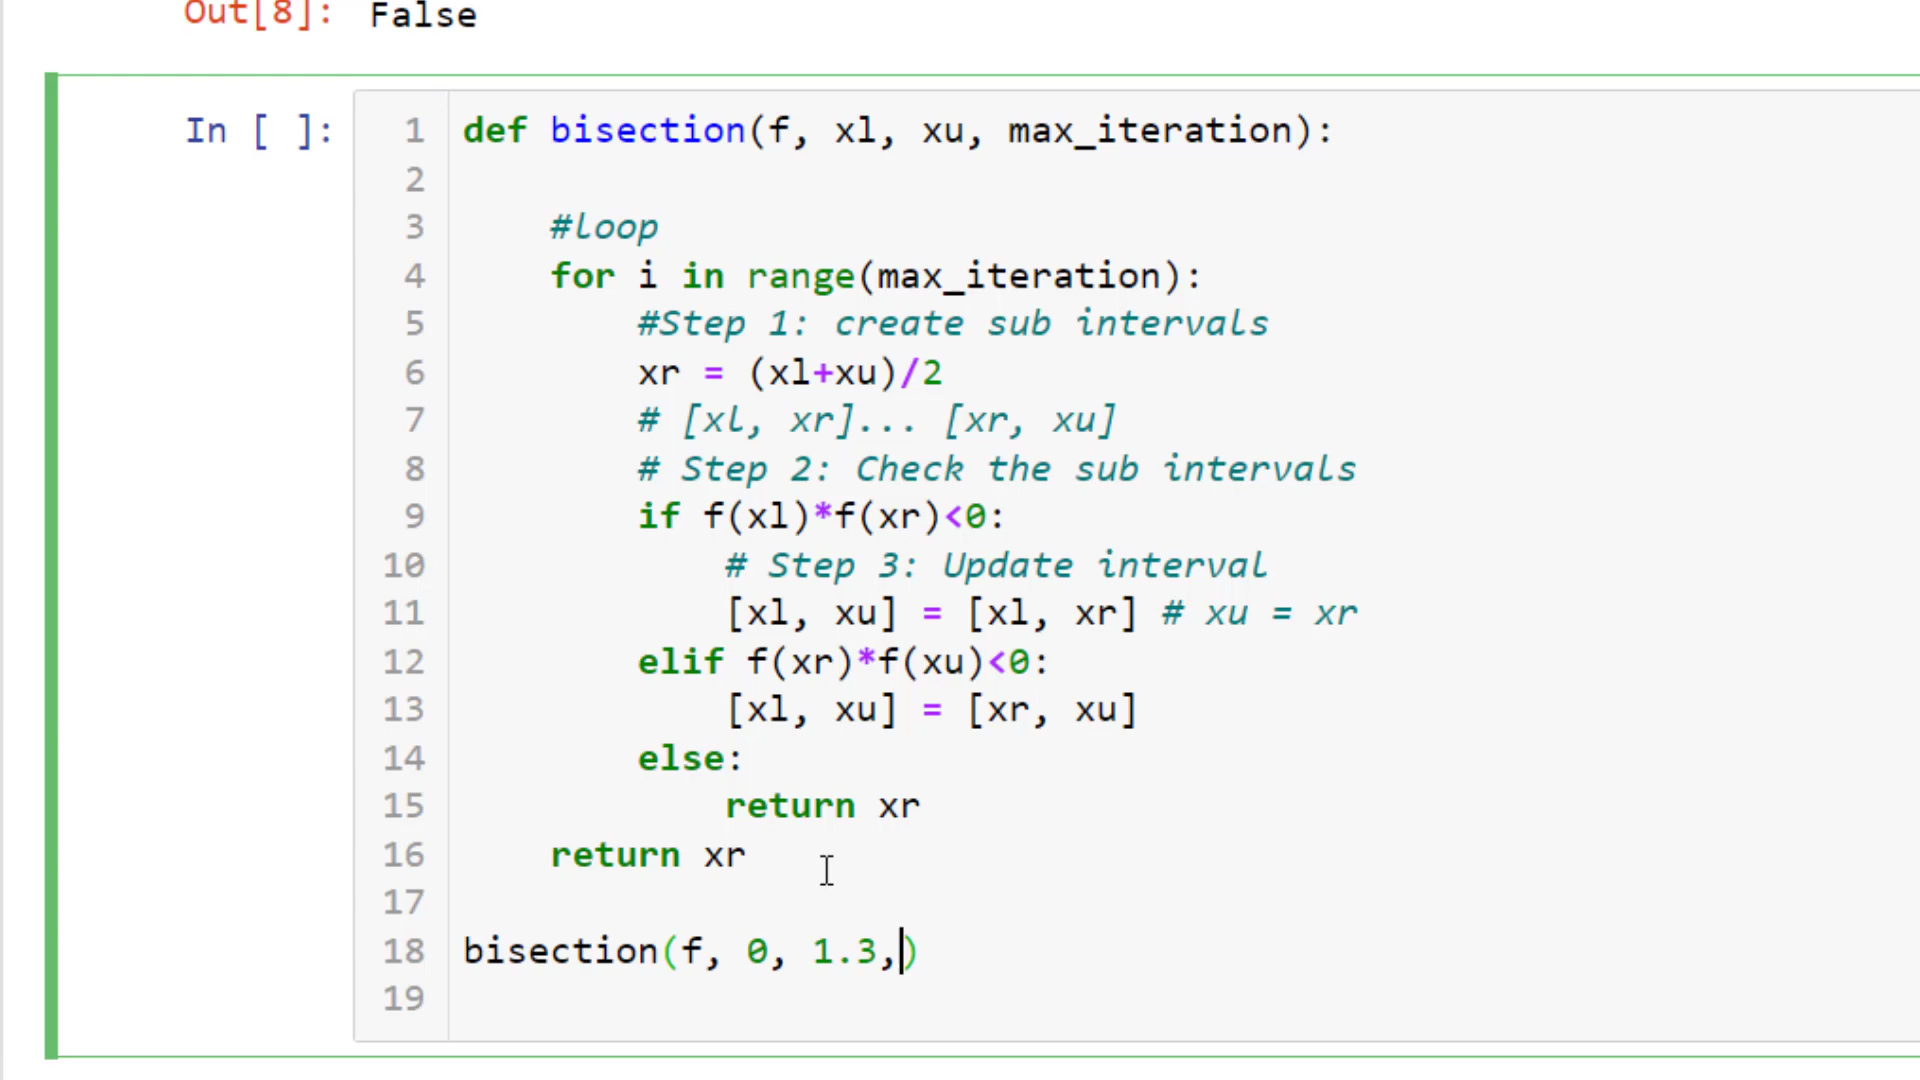 Out[8]: False
In [ ]:
1 def bisection(f, xl, xu, max_iteration):
2
3     #loop
4     for i in range(max_iteration):
5         #Step 1: create sub intervals
6         xr = (xl+xu)/2
7         # [xl, xr]... [xr, xu]
8         # Step 2: Check the sub intervals
9         if f(xl)*f(xr)<0:
10             # Step 3: Update interval
11             [xl, xu] = [xl, xr] # xu = xr
12         elif f(xr)*f(xu)<0:
13             [xl, xu] = [xr, xu]
14         else:
15             return xr
16     return xr
17
18 bisection(f, 0, 1.3,)
19